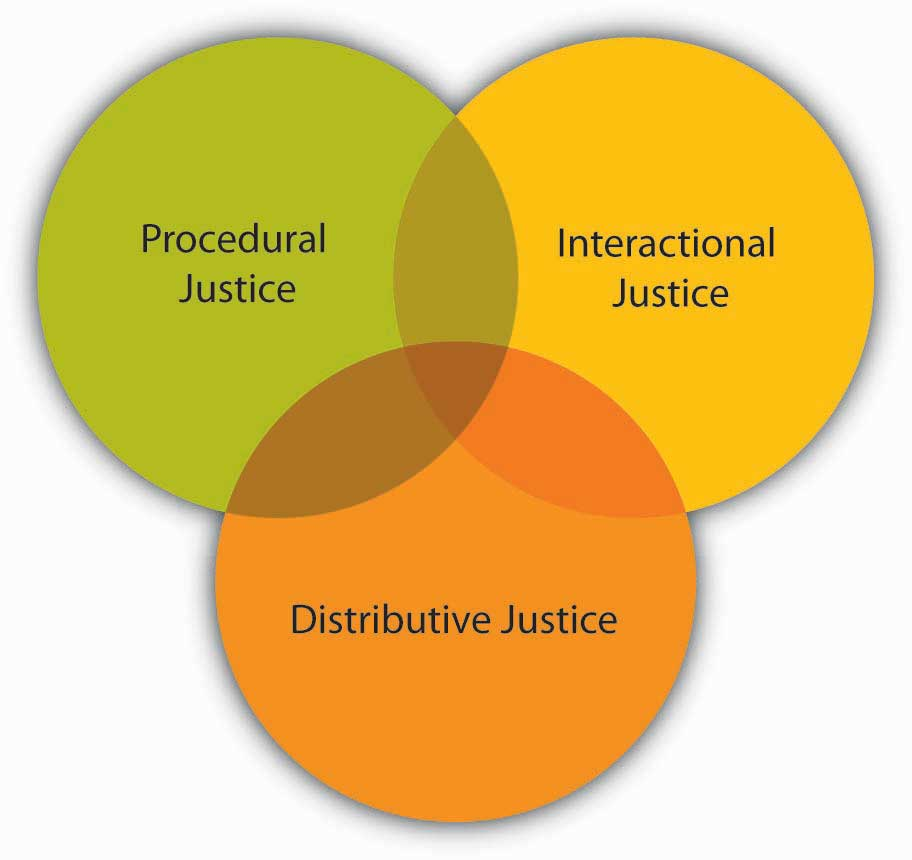 Procedural
Justice
Interactional
Justice
Distributive Justice